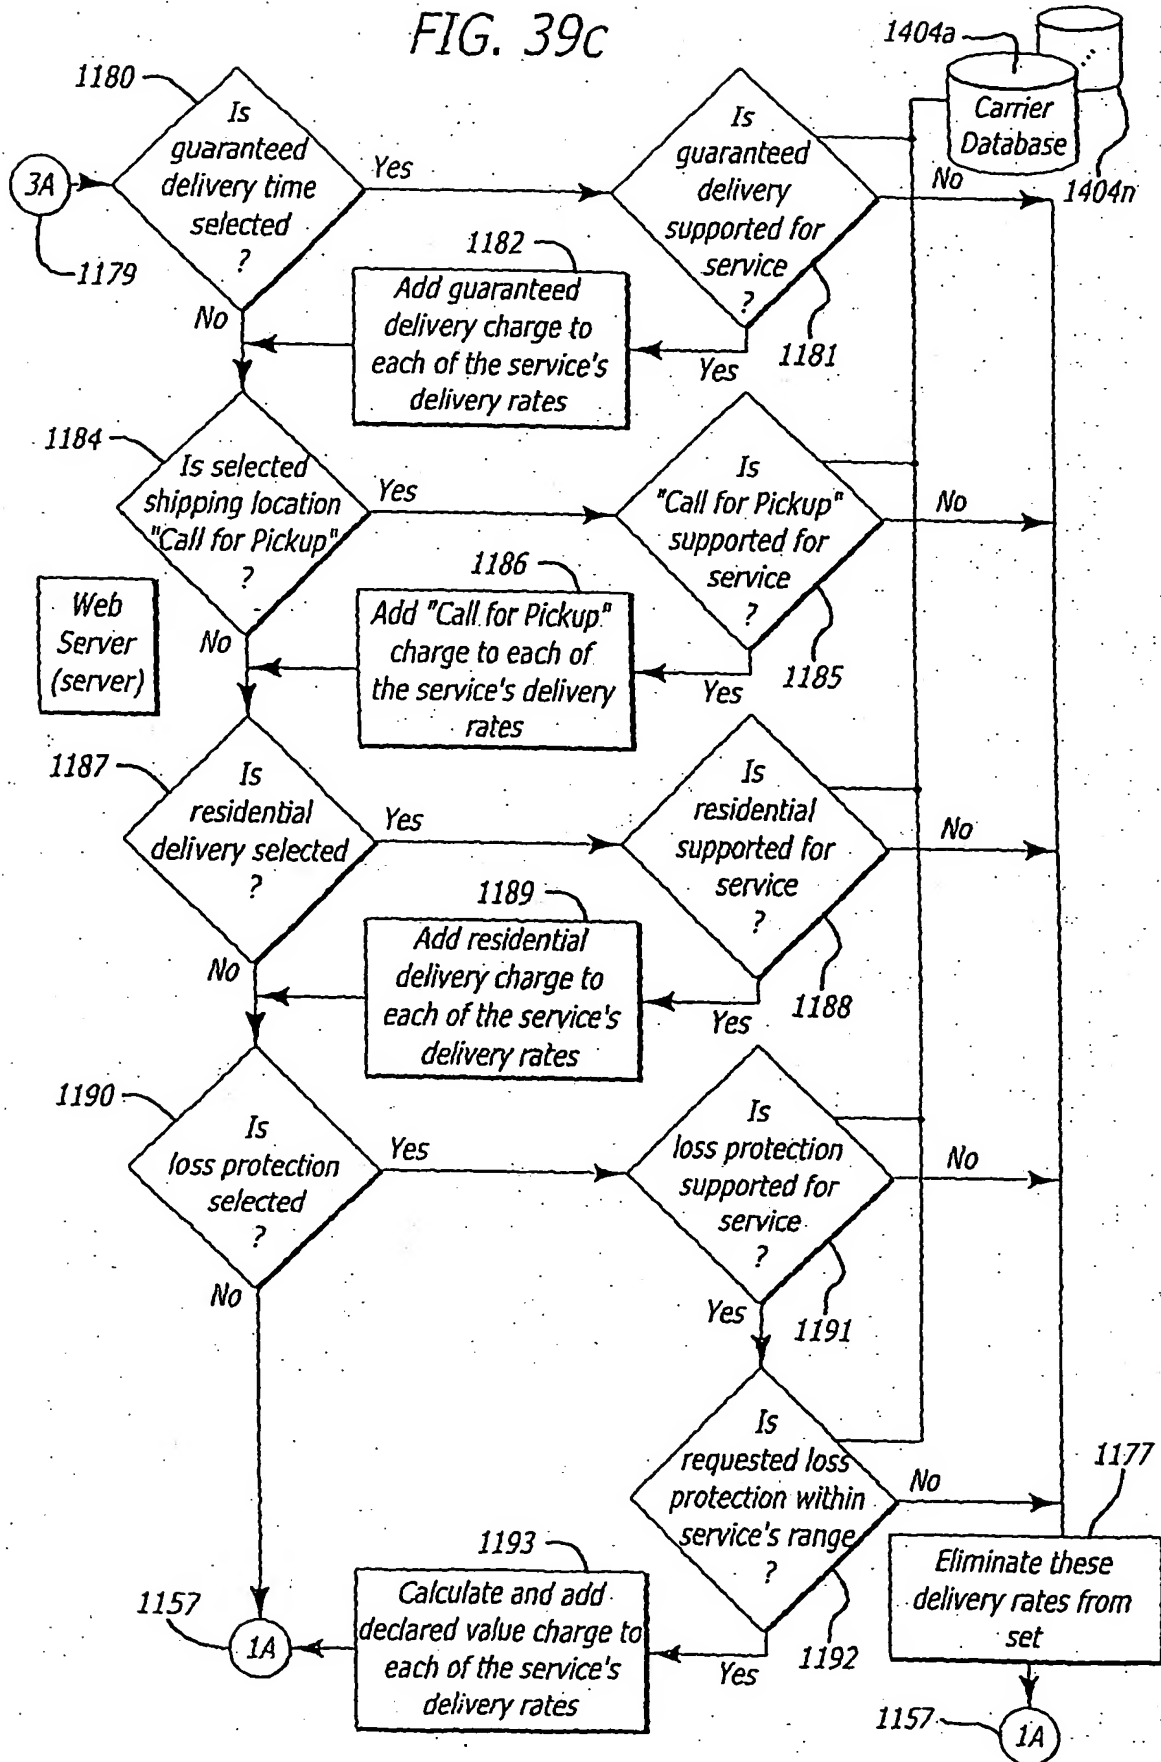 FIG. 39c
1404a
Carrier
Database
1404n
1180
Is
guaranteed
delivery time
selected
?
3A
1179
Yes
No
Is
guaranteed
delivery
supported for
service
?
1181
No
Yes
1182
Add guaranteed
delivery charge to
each of the service's
delivery rates
1184
Is selected
shipping location
"Call for Pickup"
?
Yes
No
Is
"Call for Pickup"
supported for
service
?
1185
No
Yes
1186
Add "Call for Pickup"
charge to each of
the service's delivery
rates
Web
Server
(server)
1187
Is
residential
delivery selected
?
Yes
No
Is
residential
supported for
service
?
1188
No
Yes
1189
Add residential
delivery charge to
each of the service's
delivery rates
1190
Is
loss protection
selected
?
Yes
No
Is
loss protection
supported for
service
?
1191
No
Yes
Is
requested loss
protection within
service's range
?
1192
No
Yes
1177
Eliminate these
delivery rates from
set
1193
Calculate and add
declared value charge to
each of the service's
delivery rates
1157
1A
1157
1A